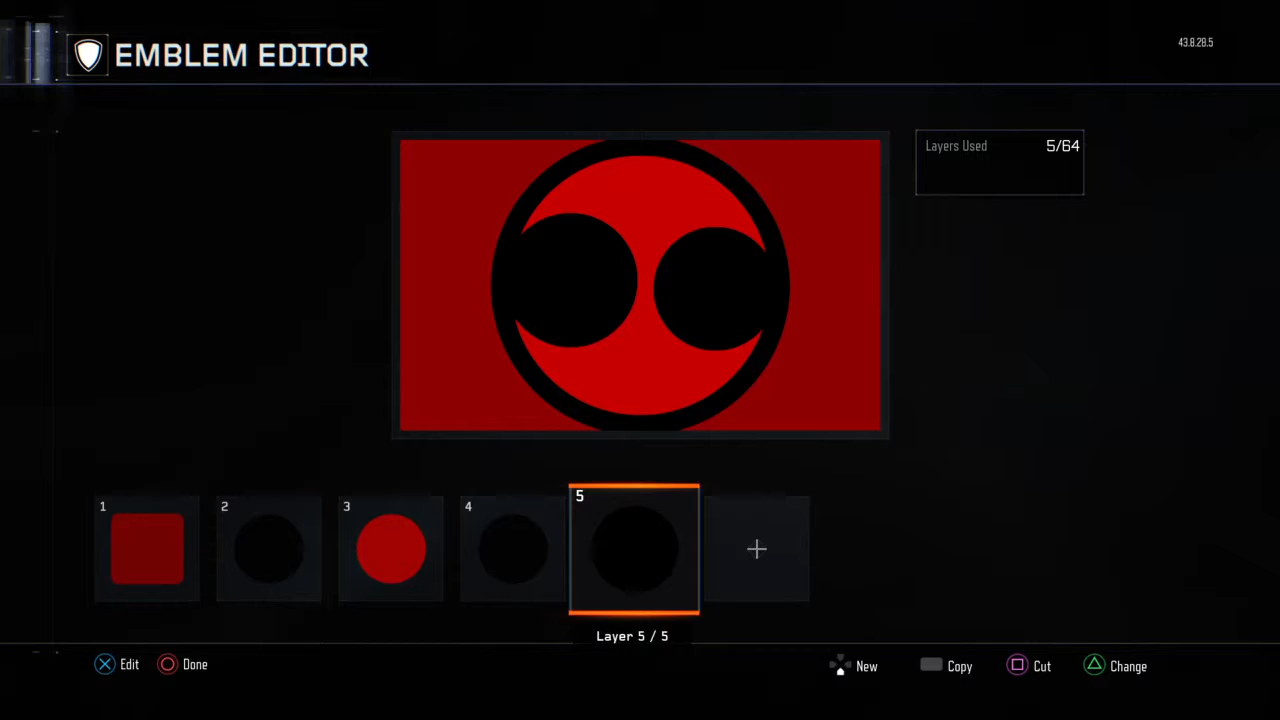 EMBLEM EDITOR
43.8.28.5
Layers Used 5/64
1 2 3 4 5
Layer 5 / 5
Edit Done New Copy Cut Change